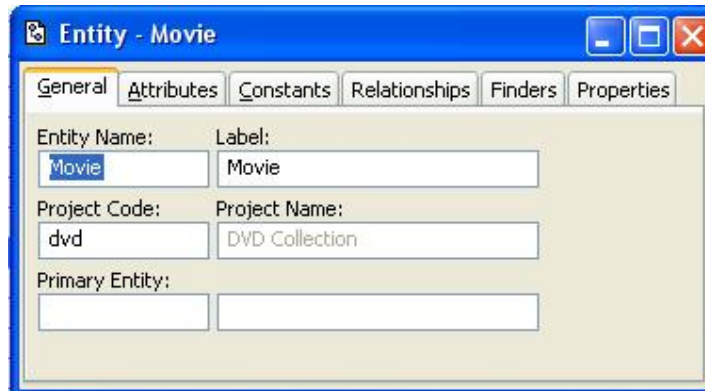 Entity - Movie
General Attributes Constants Relationships Finders Properties
Entity Name: Label:
Movie Movie
Project Code: Project Name:
dvd DVD Collection
Primary Entity: